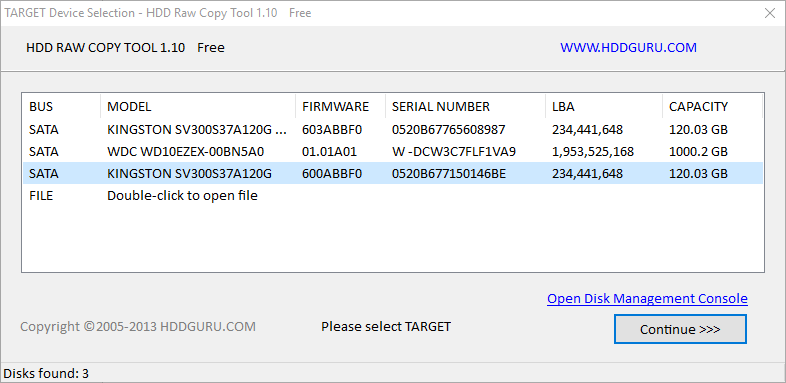 TARGET Device Selection - HDD Raw Copy Tool 1.10 Free
HDD RAW COPY TOOL 1.10 Free WWW.HDDGURU.COM
BUS MODEL FIRMWARE SERIAL NUMBER LBA CAPACITY
SATA KINGSTON SV300S37A120G ... 603ABBF0 0520B67765608987 234,441,648 120.03 GB
SATA WDC WD10EZEX-00BN5A0 01.01A01 W -DCW3C7FLF1VA9 1,953,525,168 1000.2 GB
SATA KINGSTON SV300S37A120G 600ABBF0 0520B677150146BE 234,441,648 120.03 GB
FILE Double-click to open file
Open Disk Management Console
Copyright ©2005-2013 HDDGURU.COM Please select TARGET Continue >>>
Disks found: 3